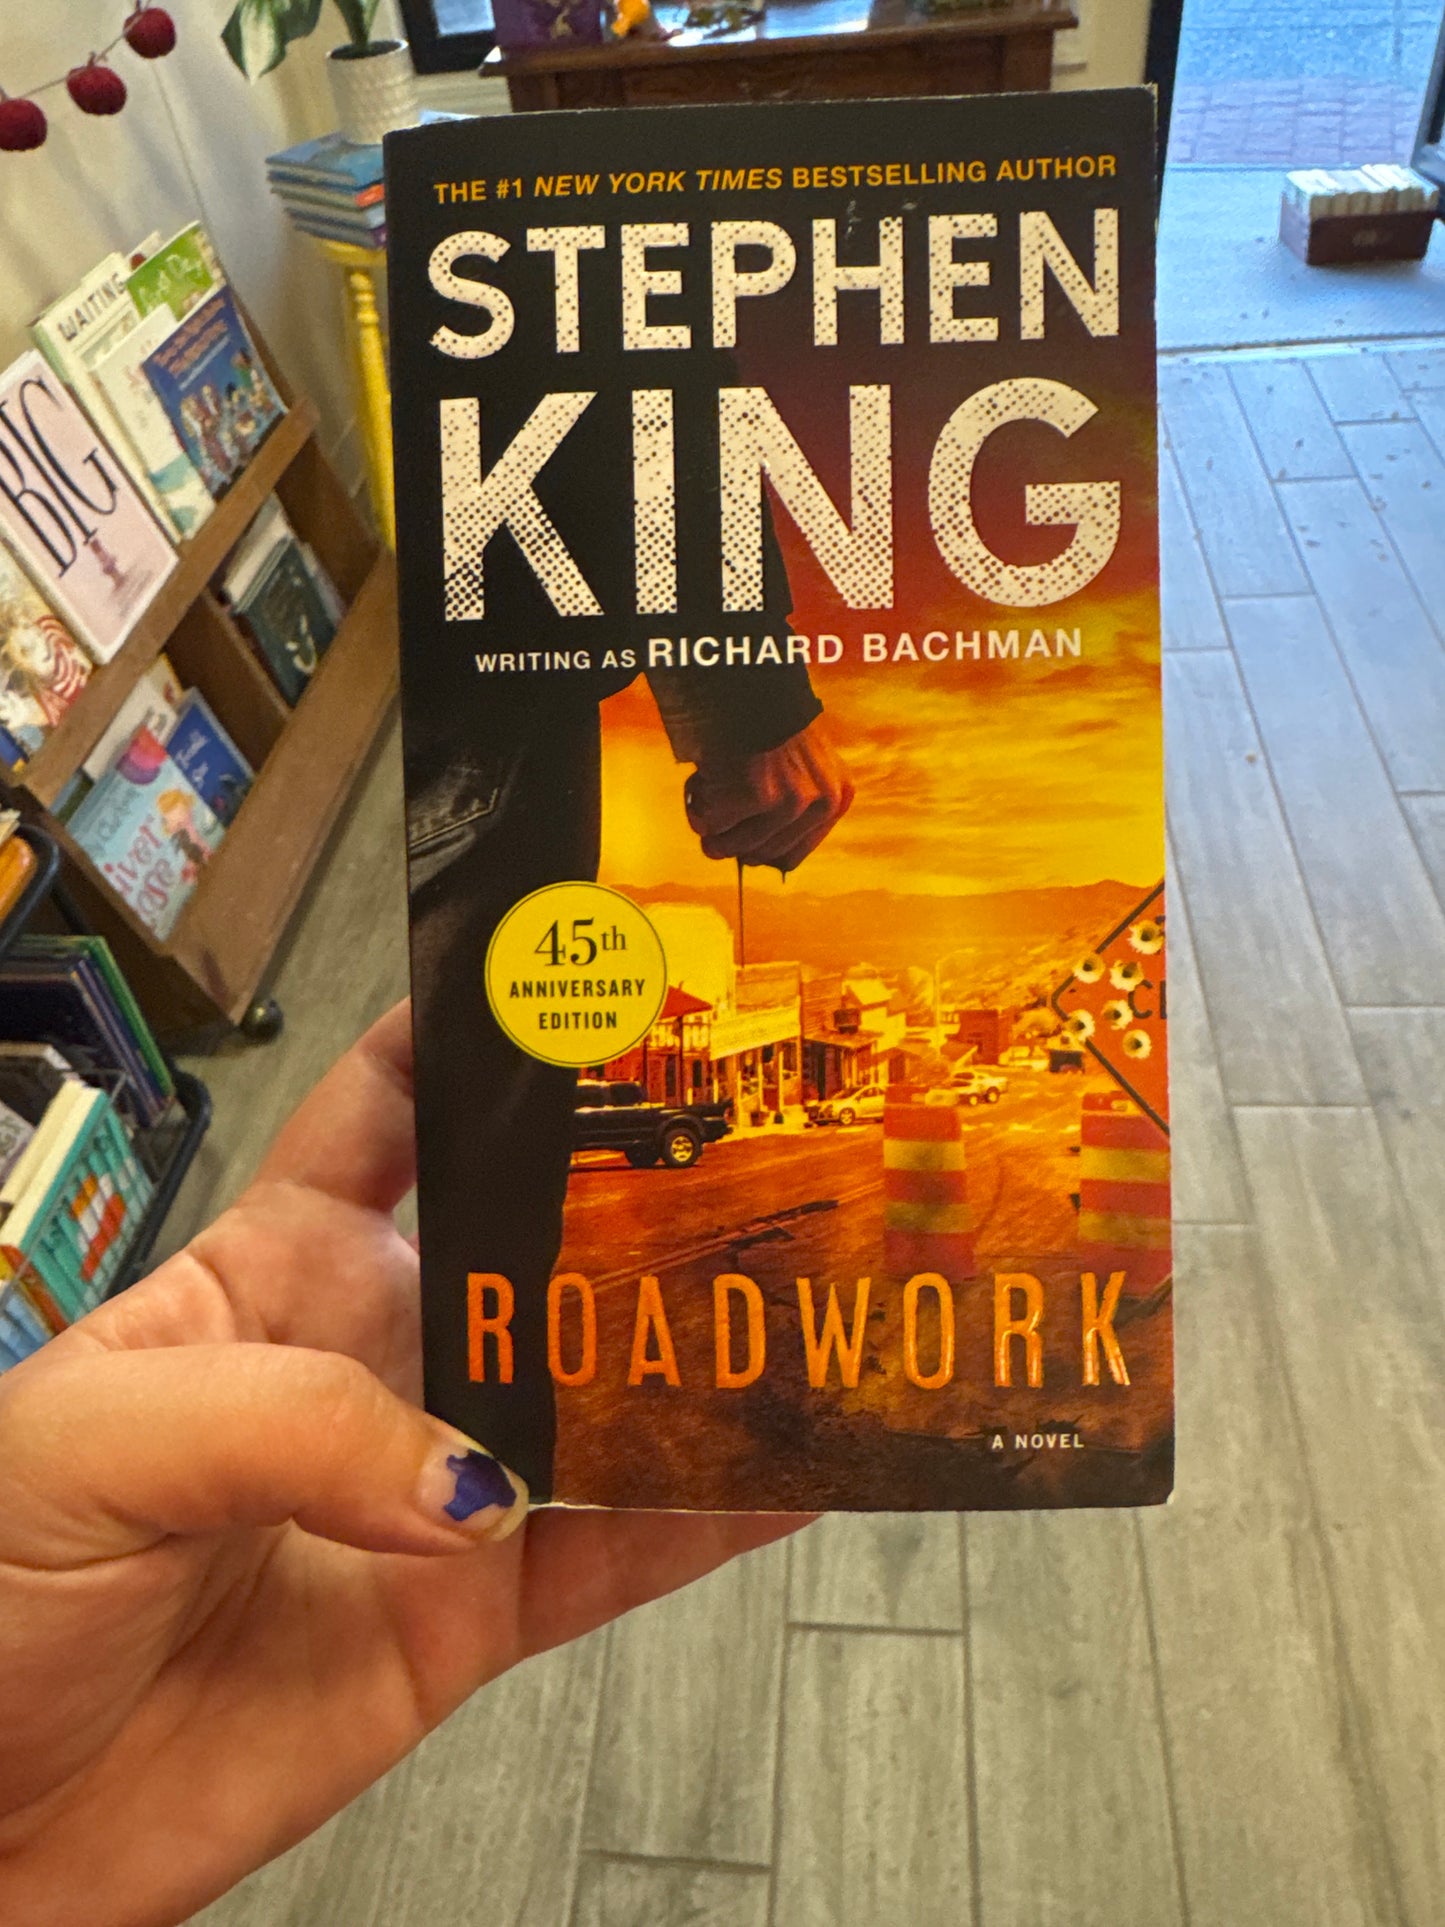 THE #1 NEW YORK TIMES BESTSELLING AUTHOR
STEPHEN
KING
WRITING AS RICHARD BACHMAN
45th
ANNIVERSARY
EDITION
ROADWORK
A NOVEL
WAITING
BIG